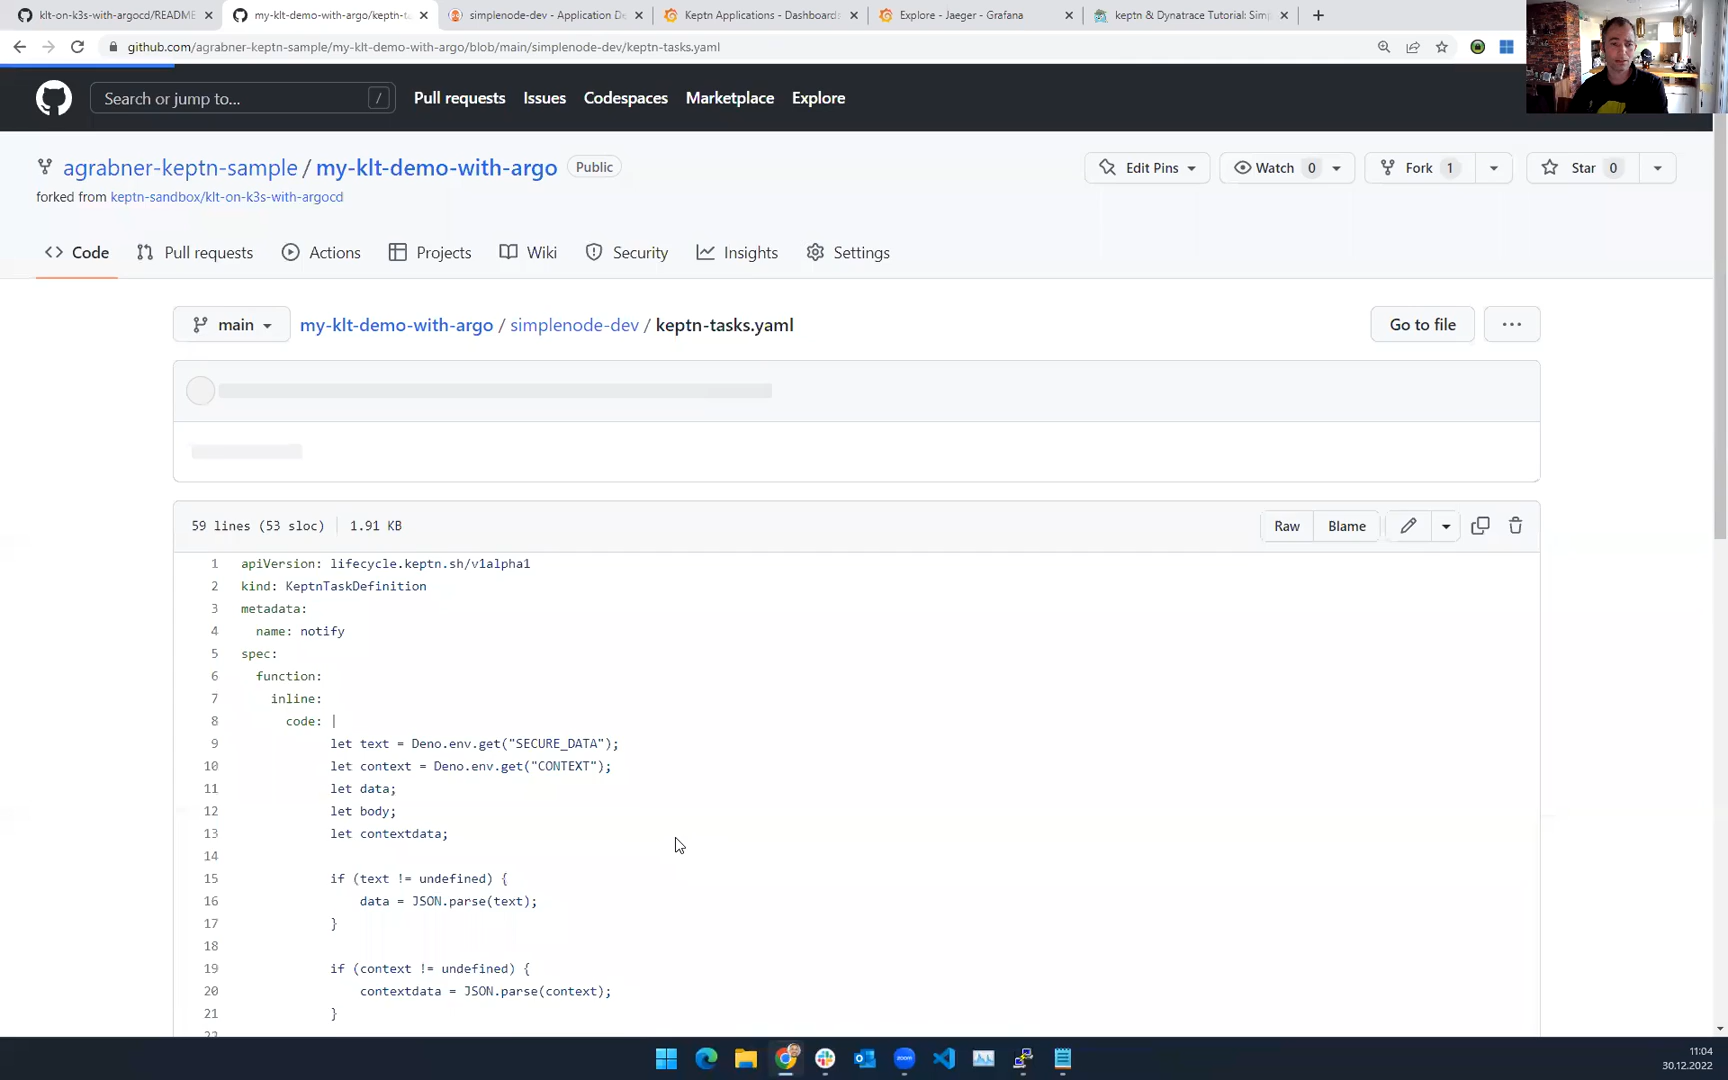 klt-on-k3s-with-argocd/README
my-klt-demo-with-argo/keptn-ta
simplenode-dev - Application De
Keptn Applications - Dashboards
Explore - Jaeger - Grafana
keptn & Dynatrace Tutorial: Simp
github.com/agrabner-keptn-sample/my-klt-demo-with-argo/blob/main/simplenode-dev/keptn-tasks.yaml
Search or jump to...
/
Pull requests
Issues
Codespaces
Marketplace
Explore
agrabner-keptn-sample / my-klt-demo-with-argo
Public
Edit Pins
Watch 0
Fork 1
Star 0
forked from keptn-sandbox/klt-on-k3s-with-argocd
Code
Pull requests
Actions
Projects
Wiki
Security
Insights
Settings
main
my-klt-demo-with-argo / simplenode-dev / keptn-tasks.yaml
Go to file
59 lines (53 sloc) 1.91 KB
Raw
Blame
1 apiVersion: lifecycle.keptn.sh/v1alpha1
2 kind: KeptnTaskDefinition
3 metadata:
4 name: notify
5 spec:
6 function:
7 inline:
8 code: |
9 let text = Deno.env.get("SECURE_DATA");
10 let context = Deno.env.get("CONTEXT");
11 let data;
12 let body;
13 let contextdata;
14
15 if (text != undefined) {
16 data = JSON.parse(text);
17 }
18
19 if (context != undefined) {
20 contextdata = JSON.parse(context);
21 }
22
zoom
11:04
30.12.2022